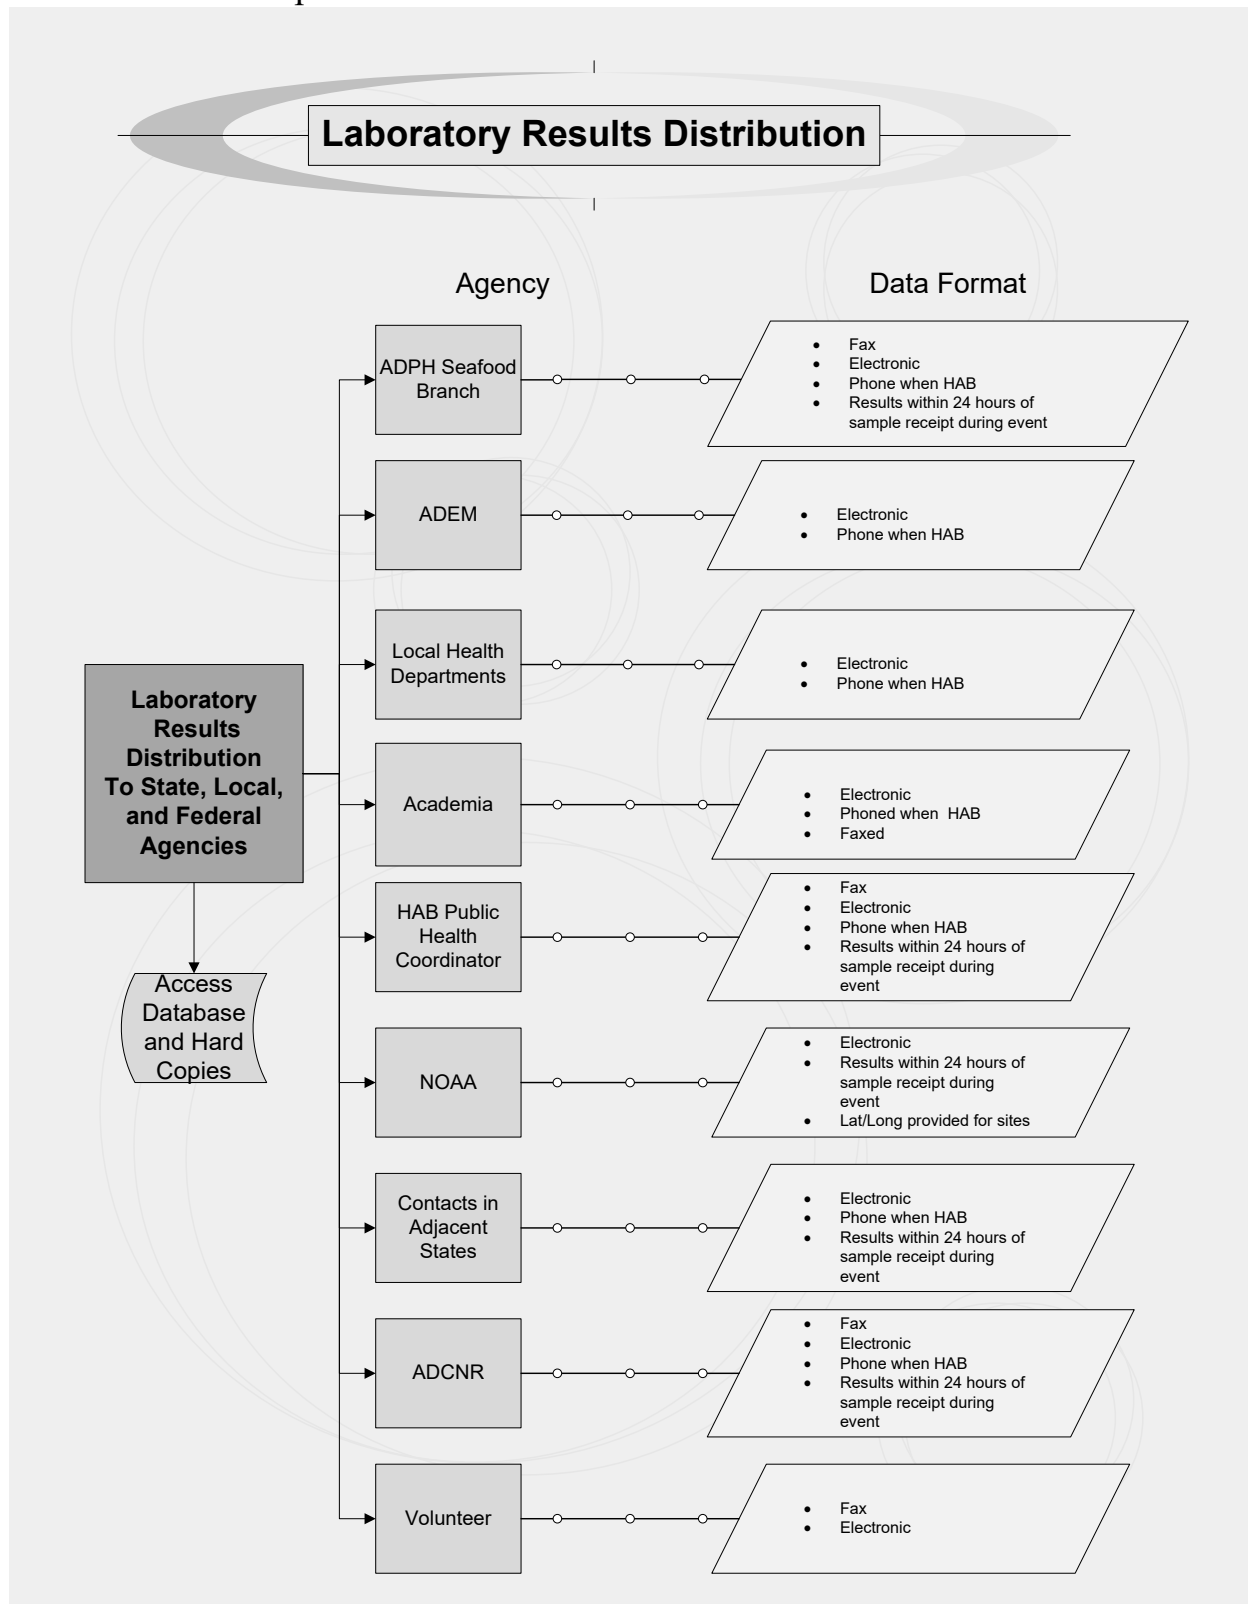 Laboratory Results Distribution
Agency
Data Format
ADPH Seafood
Branch
• Fax
• Electronic
• Phone when HAB
• Results within 24 hours of
sample receipt during event
ADEM
• Electronic
• Phone when HAB
Local Health
Departments
• Electronic
• Phone when HAB
Laboratory
Results
Distribution
To State, Local,
and Federal
Agencies
Academia
• Electronic
• Phoned when  HAB
• Faxed
HAB Public
Health
Coordinator
• Fax
• Electronic
• Phone when HAB
• Results within 24 hours of
sample receipt during
event
Access
Database
and Hard
Copies
NOAA
• Electronic
• Results within 24 hours of
sample receipt during
event
• Lat/Long provided for sites
Contacts in
Adjacent
States
• Electronic
• Phone when HAB
• Results within 24 hours of
sample receipt during
event
ADCNR
• Fax
• Electronic
• Phone when HAB
• Results within 24 hours of
sample receipt during
event
Volunteer
• Fax
• Electronic